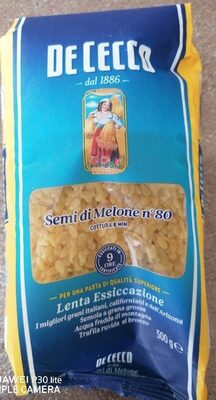 DE CECCO
dal 1886
Semi di Melone n°80
COTTURA 8 MIN
9
ORE
PER UNA PASTA DI QUALITÀ SUPERIORE
Lenta Essiccazione
I migliori grani italiani, californiani e dell'Arizona
Semola a grana grossa
Acqua fredda di montagna
Trafila ruvida al bronzo
500 g e
DE CECCO
Semi di Melone n°80
HUAWEI P30 lite
TRIPLE CAMERA